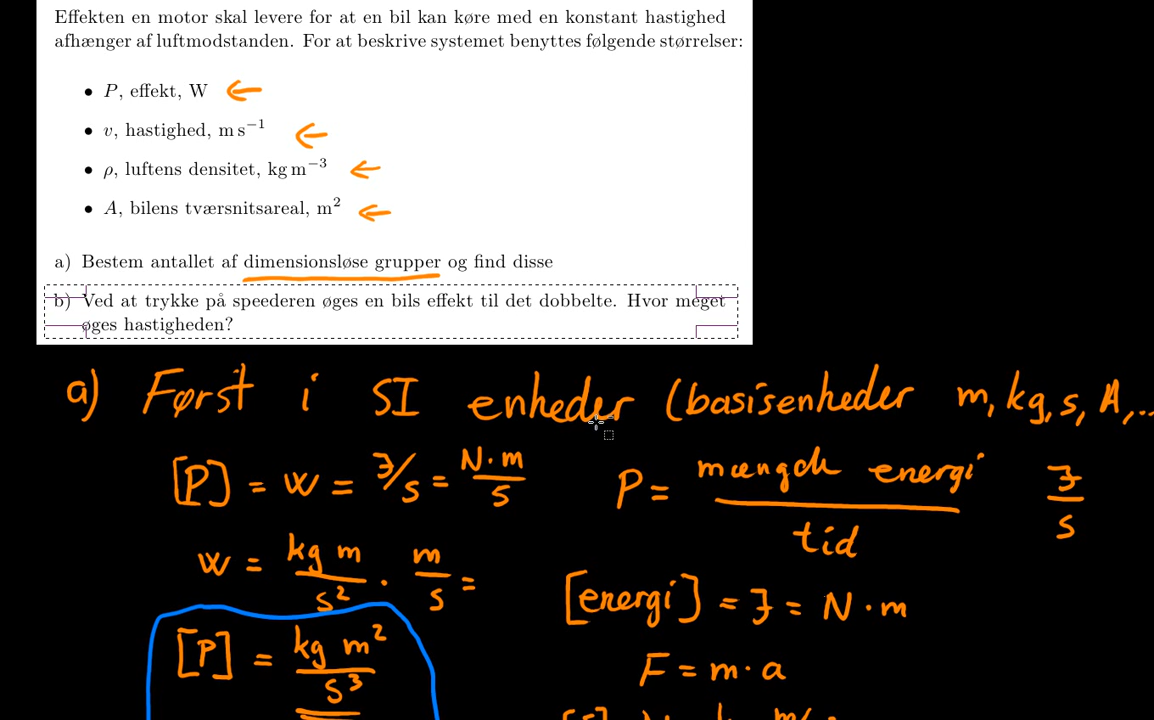 Effekten en motor skal levere for at en bil kan køre med en konstant hastighed
afhænger af luftmodstanden. For at beskrive systemet benyttes følgende størrelser:
• P, effekt, W
• v, hastighed, m s⁻¹
• ρ, luftens densitet, kg m⁻³
• A, bilens tværsnitsareal, m²
a) Bestem antallet af dimensionsløse grupper og find disse
b) Ved at trykke på speederen øges en bils effekt til det dobbelte. Hvor meget
øges hastigheden?
a) Først i SI enheder (basisenheder m, kg, s, A, ...
[P] = W = J/s = N·m/s
P = mængde energi / tid
J/s
W = kg m/s² · m/s =
[energi] = J = N·m
[P] = kg m²/s³
F = m·a